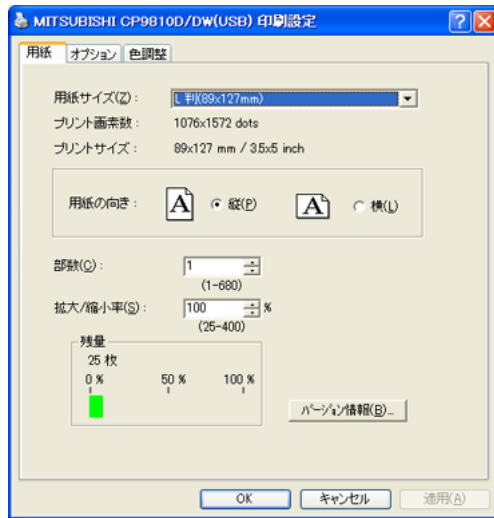 MITSUBISHI CP9810D/DW(USB) 印刷設定
用紙 オプション 色調整
用紙サイズ(Z): L 判(89x127mm)
プリント画素数: 1076x1572 dots
プリントサイズ: 89x127 mm / 3.5x5 inch
用紙の向き: A 縦(P) A 横(L)
部数(C): 1
(1-680)
拡大/縮小率(S): 100 %
(25-400)
残量
25 枚
0 % 50 % 100 %
バージョン情報(B)...
OK キャンセル 適用(A)